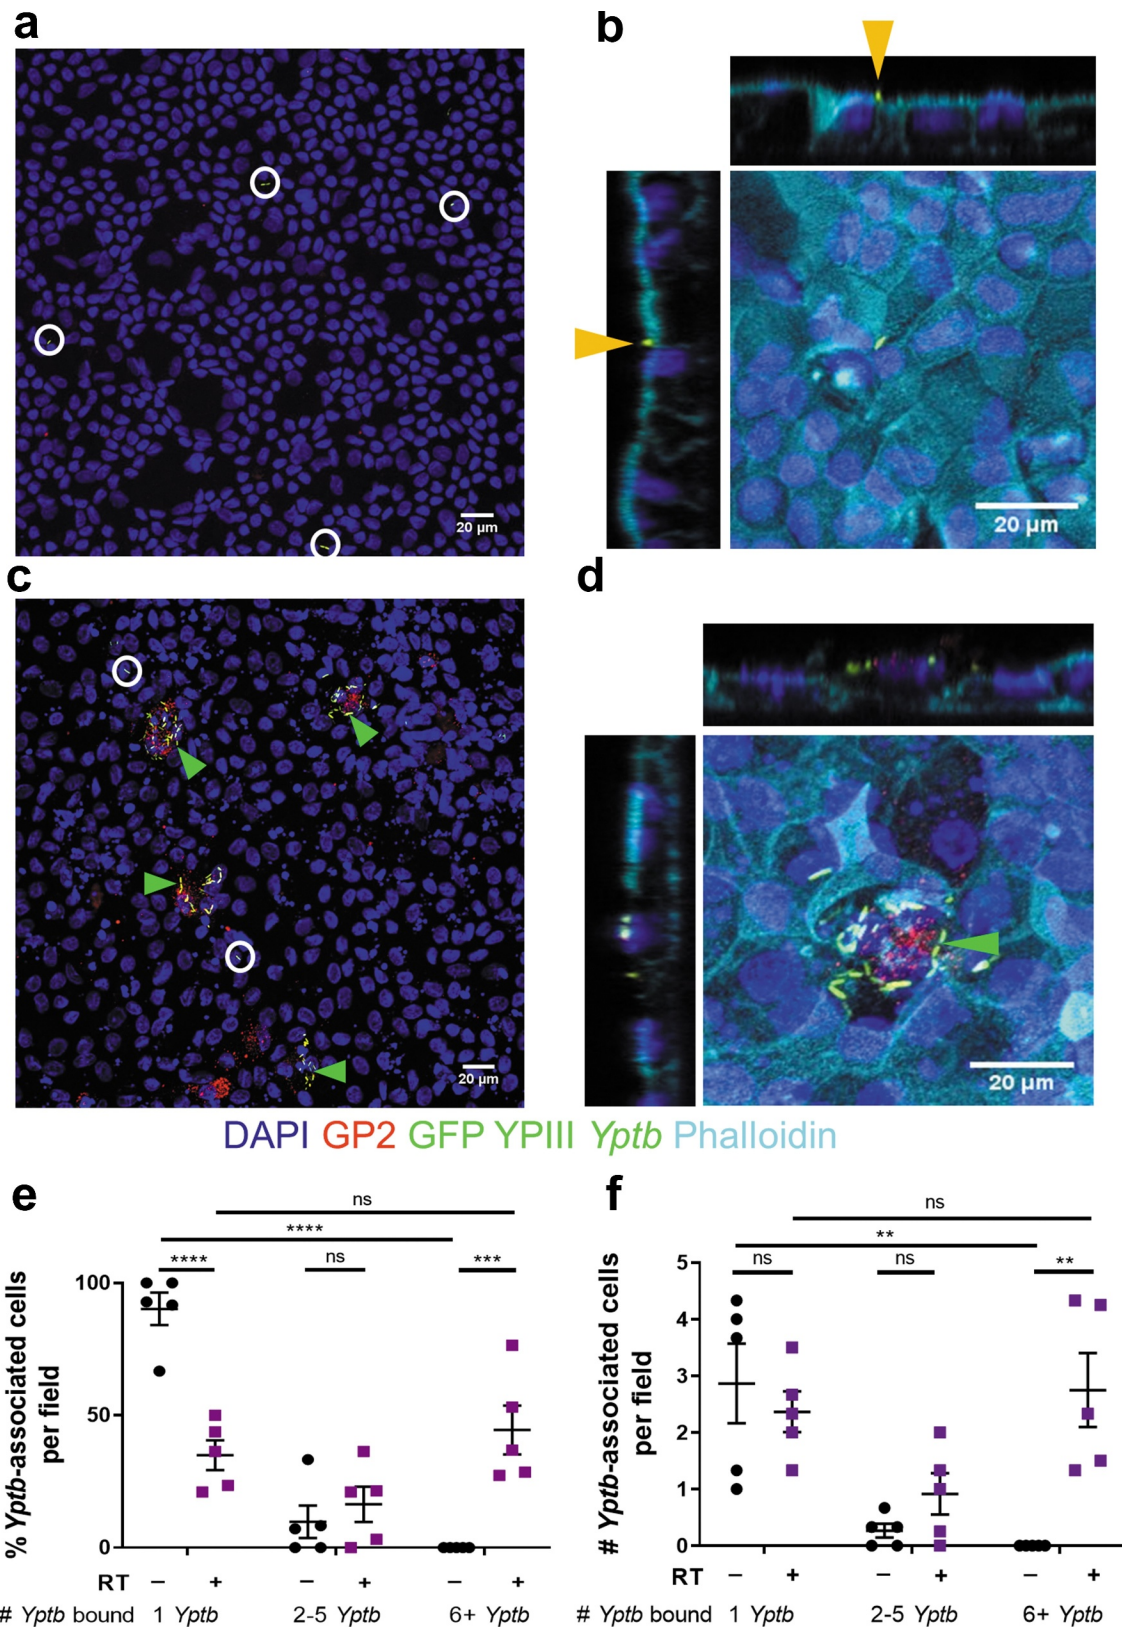 a
b
20 µm
20 µm
c
d
20 µm
20 µm
DAPI GP2 GFP YPIII Yptb Phalloidin
e
ns
****
****
ns
***
% Yptb-associated cells
per field
100
50
0
RT
– + – + – +
# Yptb bound 1 Yptb 2-5 Yptb 6+ Yptb
f
ns
**
ns
ns
**
# Yptb-associated cells
per field
5
4
3
2
1
0
RT
– + – + – +
# Yptb bound 1 Yptb 2-5 Yptb 6+ Yptb